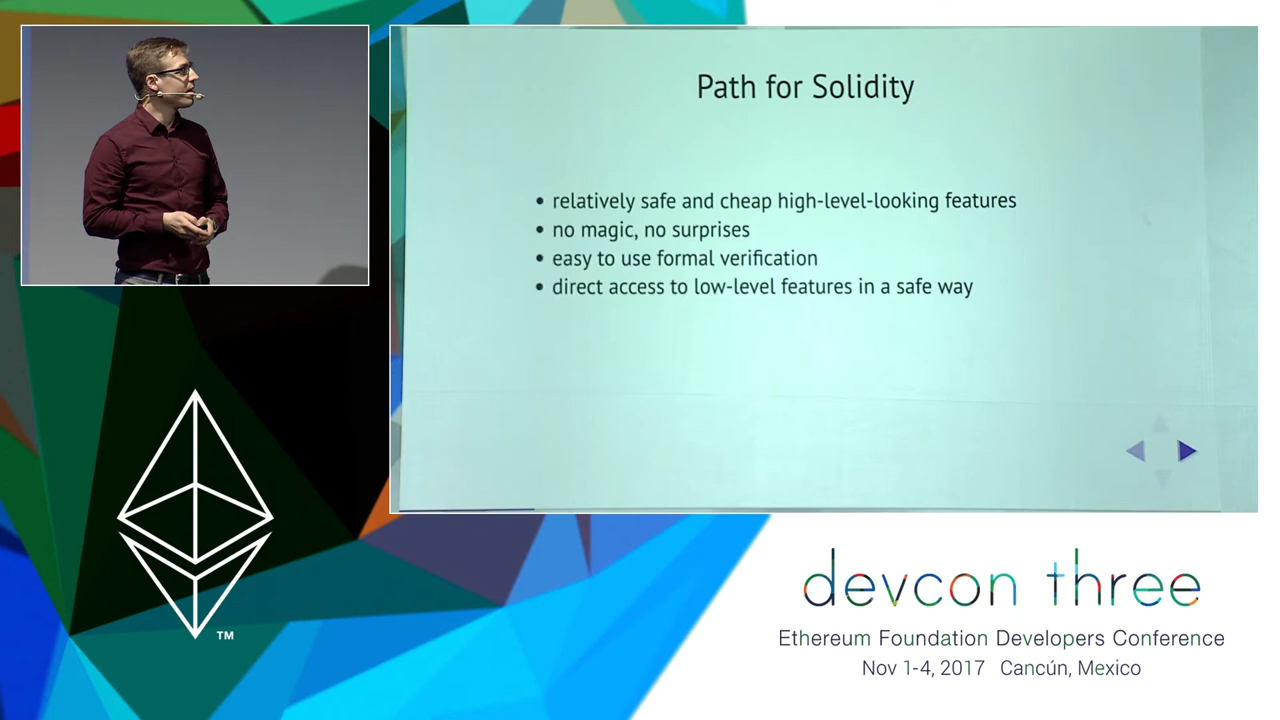 Path for Solidity
• relatively safe and cheap high-level-looking features
• no magic, no surprises
• easy to use formal verification
• direct access to low-level features in a safe way
TM
devcon three
Ethereum Foundation Developers Conference
Nov 1-4, 2017 Cancún, Mexico